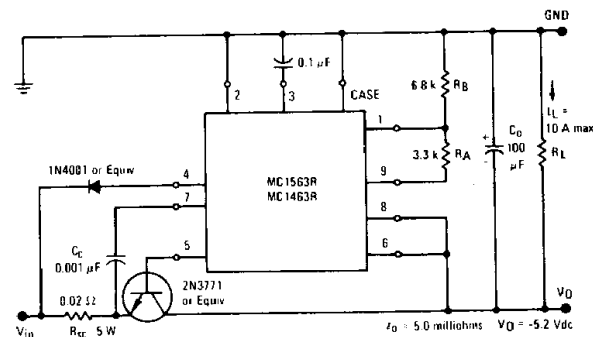 GND
0.1 μF
CASE
2
3
6.8 k
RB
1
3.3 k
RA
9
8
6
IL =
10 A max
RL
CO
100
μF
+
-
1N4001 or Equiv
4
7
5
MC1563R
MC1463R
CC
0.001 μF
2N3771
or Equiv
0.02 Ω
Vin
RSC 5 W
zo = 5.0 milliohms
VO = -5.2 Vdc
VO